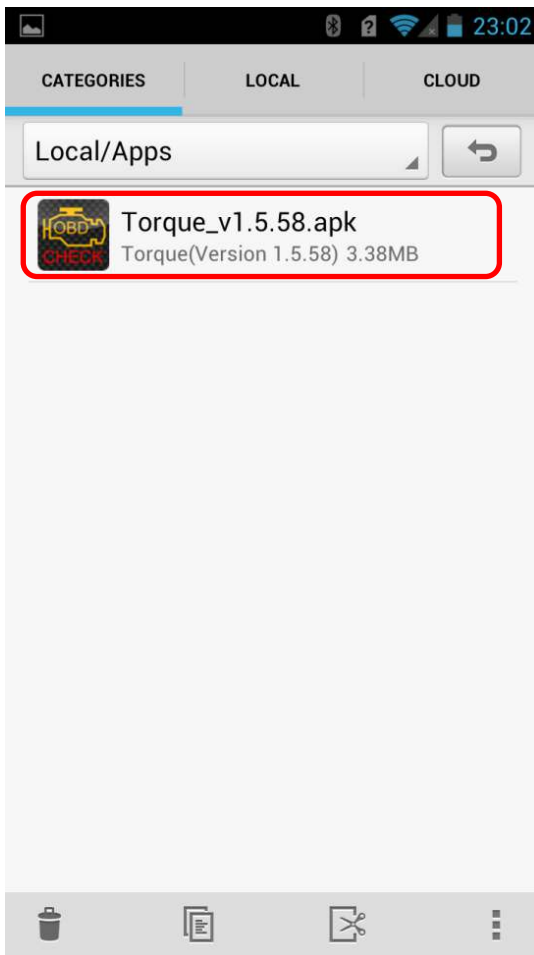 23:02
CATEGORIES LOCAL CLOUD
Local/Apps
OBD
CHECK
Torque_v1.5.58.apk
Torque(Version 1.5.58) 3.38MB